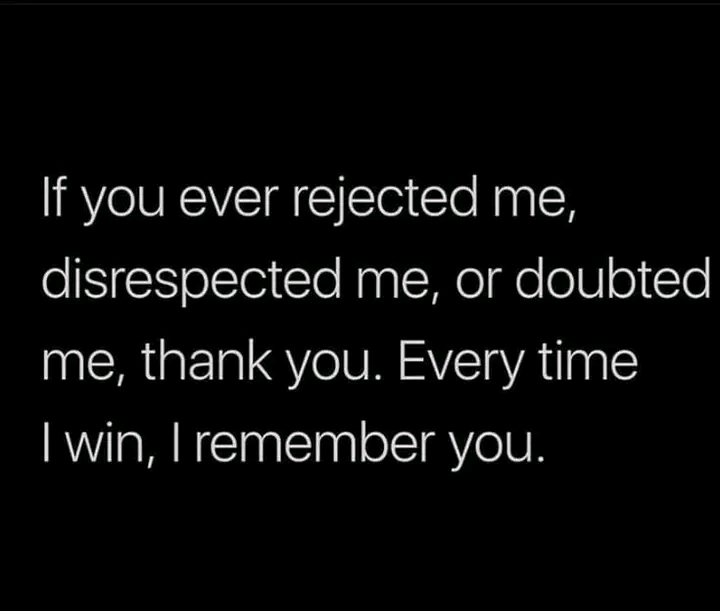 If you ever rejected me,
disrespected me, or doubted
me, thank you. Every time
I win, I remember you.